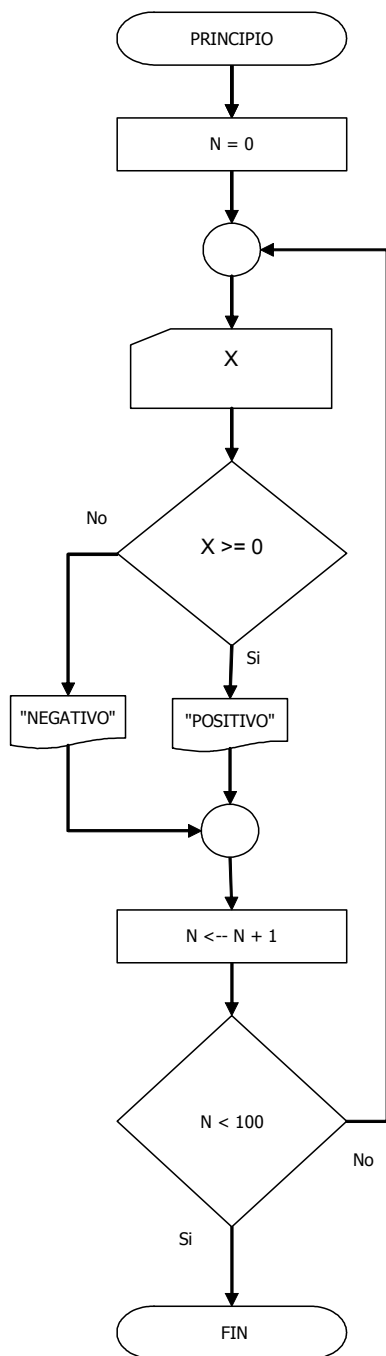 PRINCIPIO
N = 0
X
X >= 0
No
Si
"NEGATIVO"
"POSITIVO"
N <-- N + 1
N < 100
No
Si
FIN